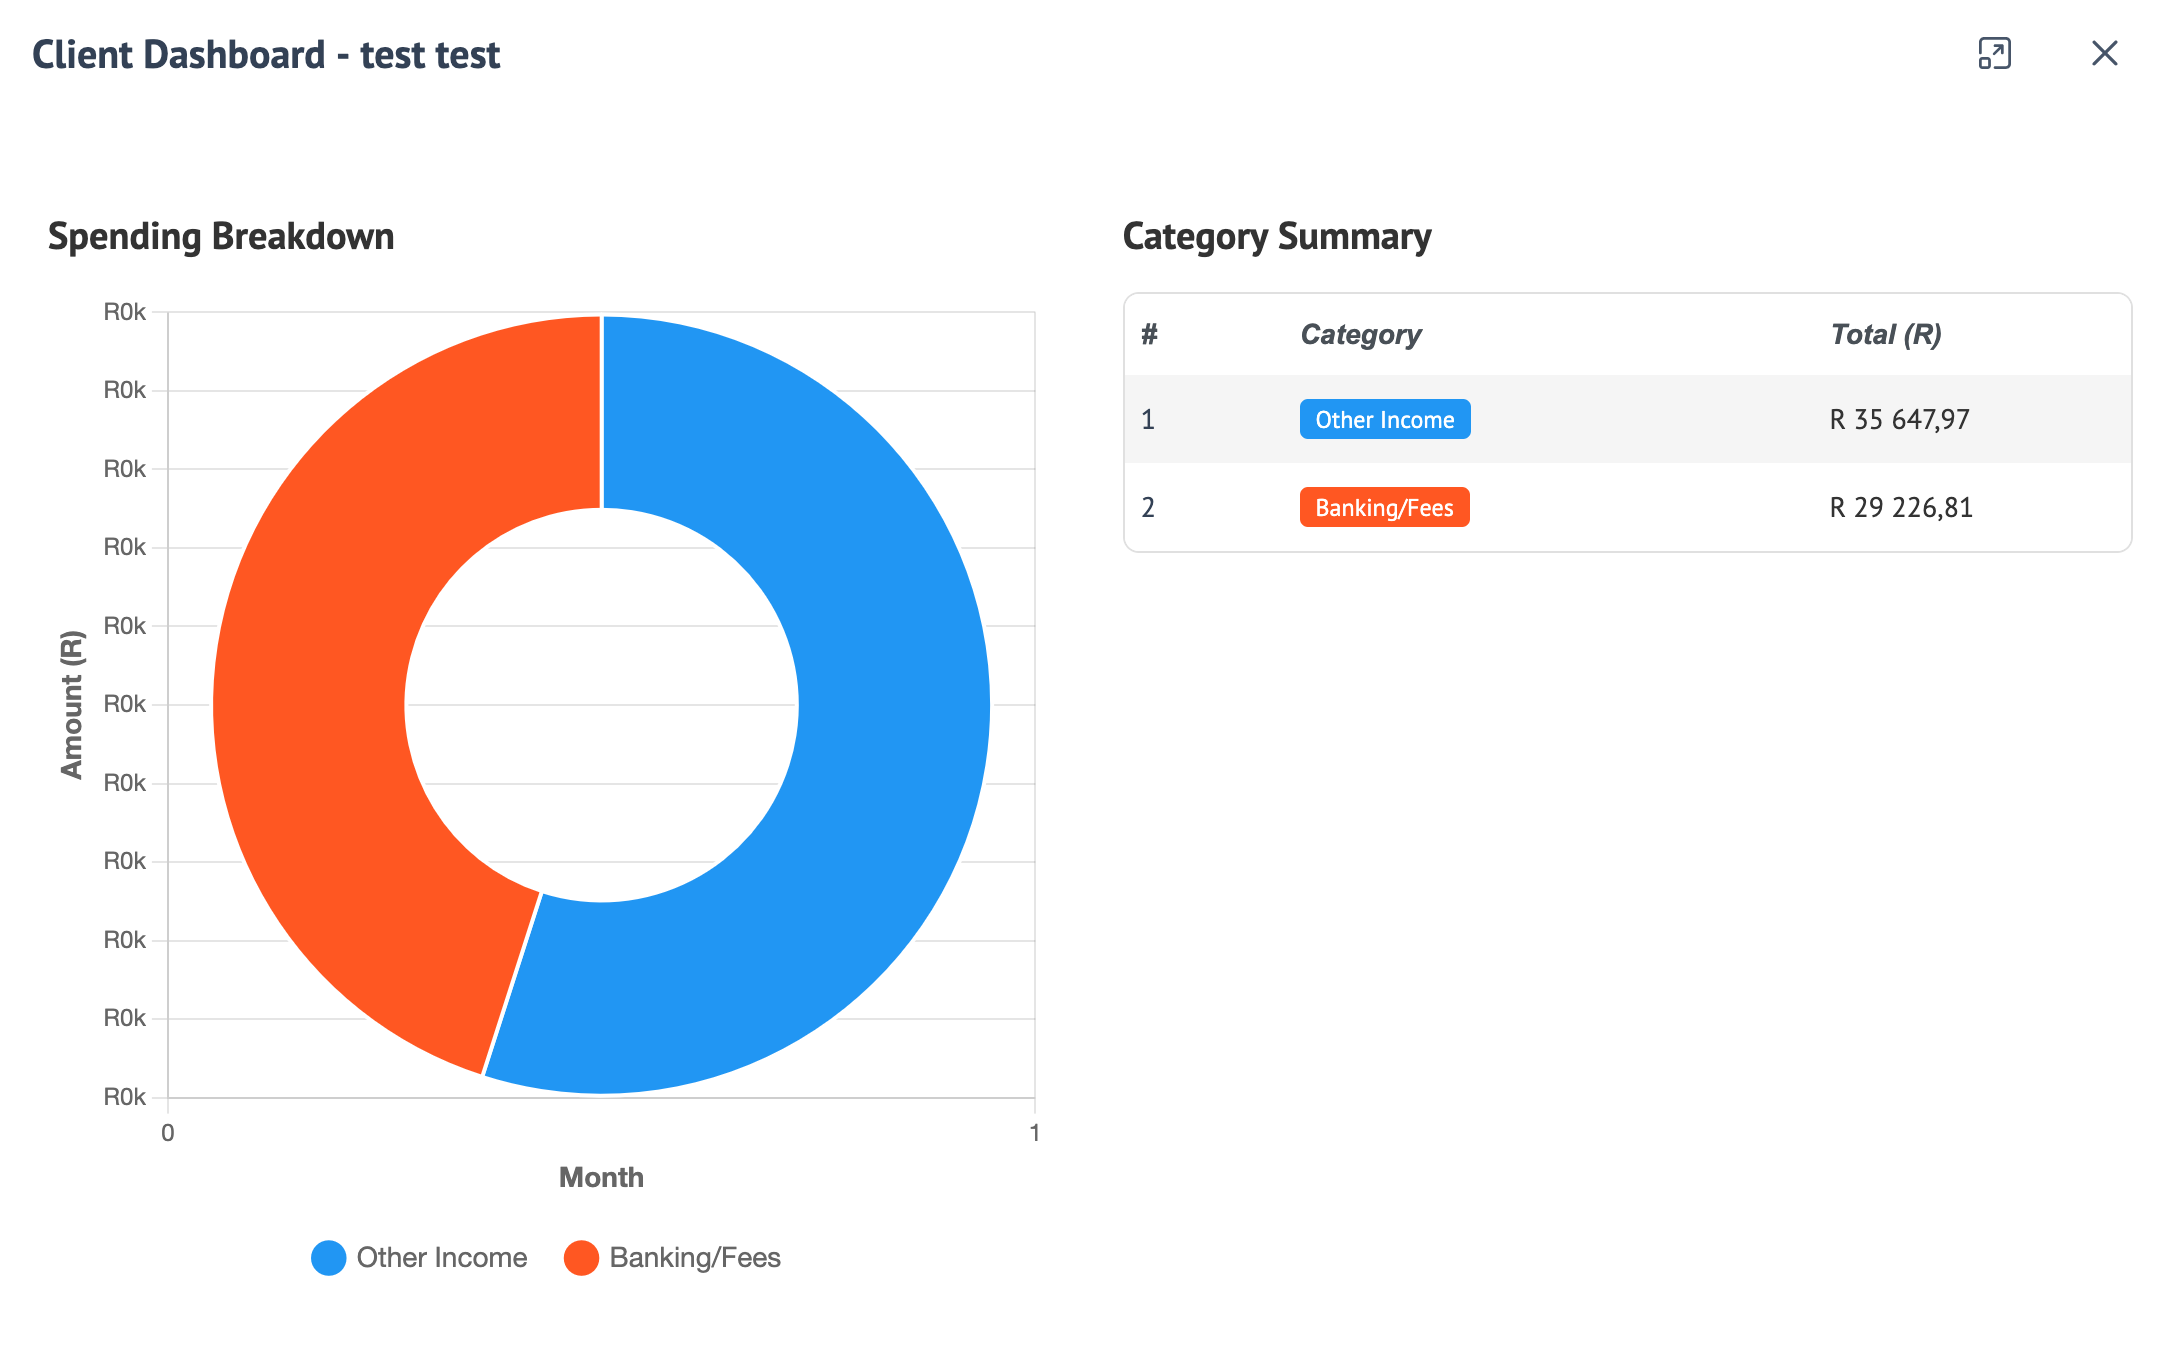 Client Dashboard - test test
Spending Breakdown
R0k
R0k
R0k
R0k
R0k
R0k
R0k
R0k
R0k
R0k
R0k
Amount (R)
0 1
Month
Other Income Banking/Fees
Category Summary
# Category Total (R)
1 Other Income R 35 647,97
2 Banking/Fees R 29 226,81